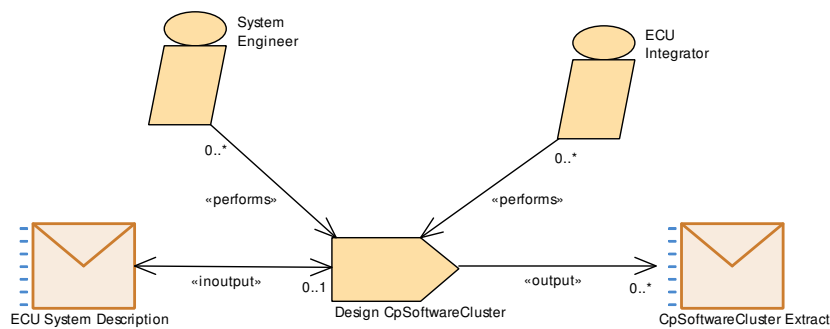 System
Engineer
ECU
Integrator
0..*
0..*
«performs»
«performs»
«inoutput»
0..1
«output»
0..*
ECU System Description
Design CpSoftwareCluster
CpSoftwareCluster Extract